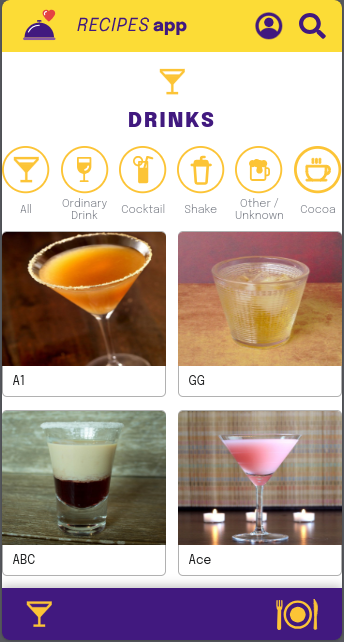 RECIPES app
DRINKS
All
Ordinary
Drink
Cocktail
Shake
Other /
Unknown
Cocoa
A1
GG
ABC
Ace